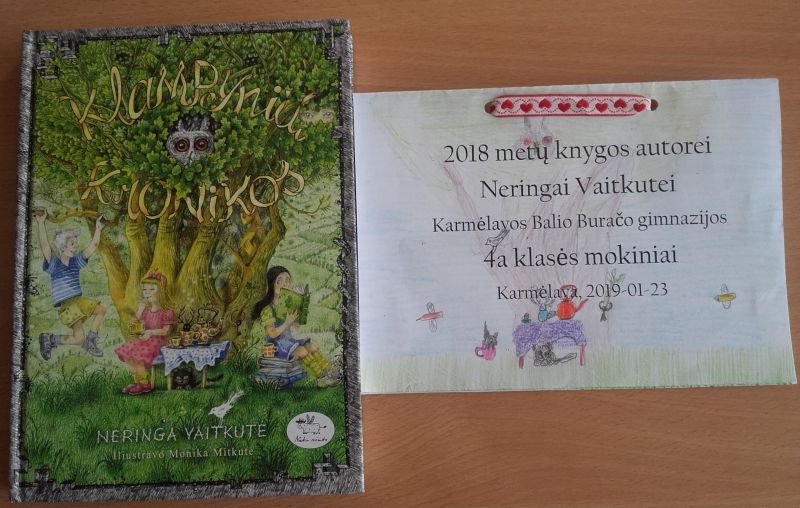 Klampynių
kronikos
NERINGA VAITKUTĖ
Iliustravo Monika Mitkutė
2018 metų knygos autorei
Neringai Vaitkutei
Karmėlavos Balio Buračo gimnazijos
4a klasės mokiniai
Karmėlava, 2019-01-23